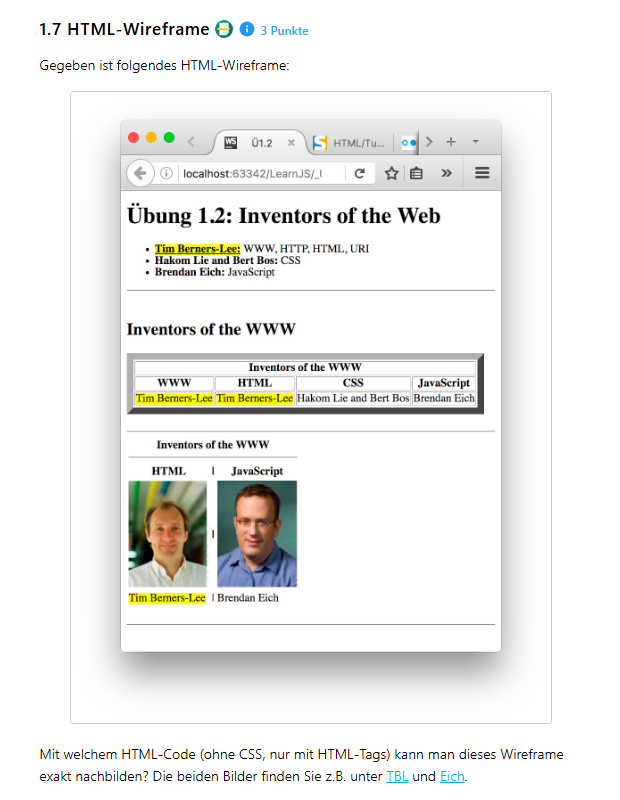 1.7 HTML-Wireframe 3 Punkte
Gegeben ist folgendes HTML-Wireframe:
WS Ü1.2 × HTML/Tu...
localhost:63342/LearnJS/_I
Übung 1.2: Inventors of the Web
• Tim Berners-Lee: WWW, HTTP, HTML, URI
• Hakom Lie and Bert Bos: CSS
• Brendan Eich: JavaScript
Inventors of the WWW
Inventors of the WWW
WWW HTML CSS JavaScript
Tim Berners-Lee Tim Berners-Lee Hakom Lie and Bert Bos Brendan Eich
Inventors of the WWW
HTML | JavaScript
|
Tim Berners-Lee | Brendan Eich
Mit welchem HTML-Code (ohne CSS, nur mit HTML-Tags) kann man dieses Wireframe
exakt nachbilden? Die beiden Bilder finden Sie z.B. unter TBL und Eich.